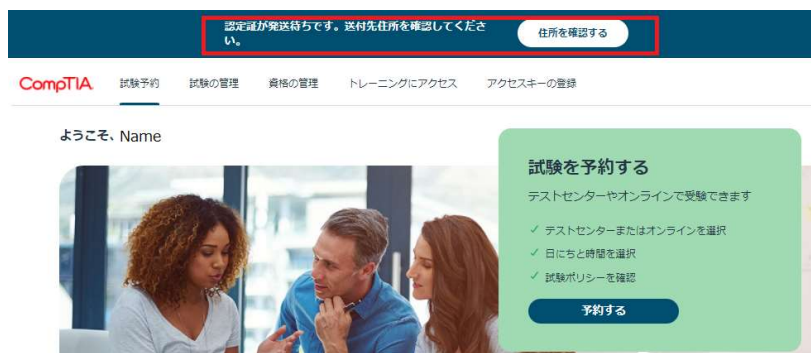 認定証が発送待ちです。送付先住所を確認してくださ
い。
住所を確認する
CompTIA. 試験予約 試験の管理 資格の管理 トレーニングにアクセス アクセスキーの登録
ようこそ、Name
試験を予約する
テストセンターやオンラインで受験できます
✓ テストセンターまたはオンラインを選択
✓ 日にちと時間を選択
✓ 試験ポリシーを確認
予約する